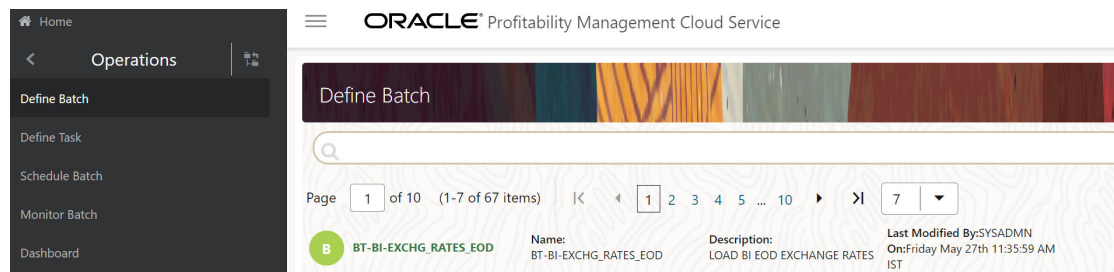 Home
Operations
Define Batch
Define Task
Schedule Batch
Monitor Batch
Dashboard
ORACLE® Profitability Management Cloud Service
Define Batch
Page 1 of 10 (1-7 of 67 items) 1 2 3 4 5 ... 10 7
B BT-BI-EXCHG_RATES_EOD
Name:
BT-BI-EXCHG_RATES_EOD
Description:
LOAD BI EOD EXCHANGE RATES
Last Modified By:SYSADMN
On:Friday May 27th 11:35:59 AM
IST